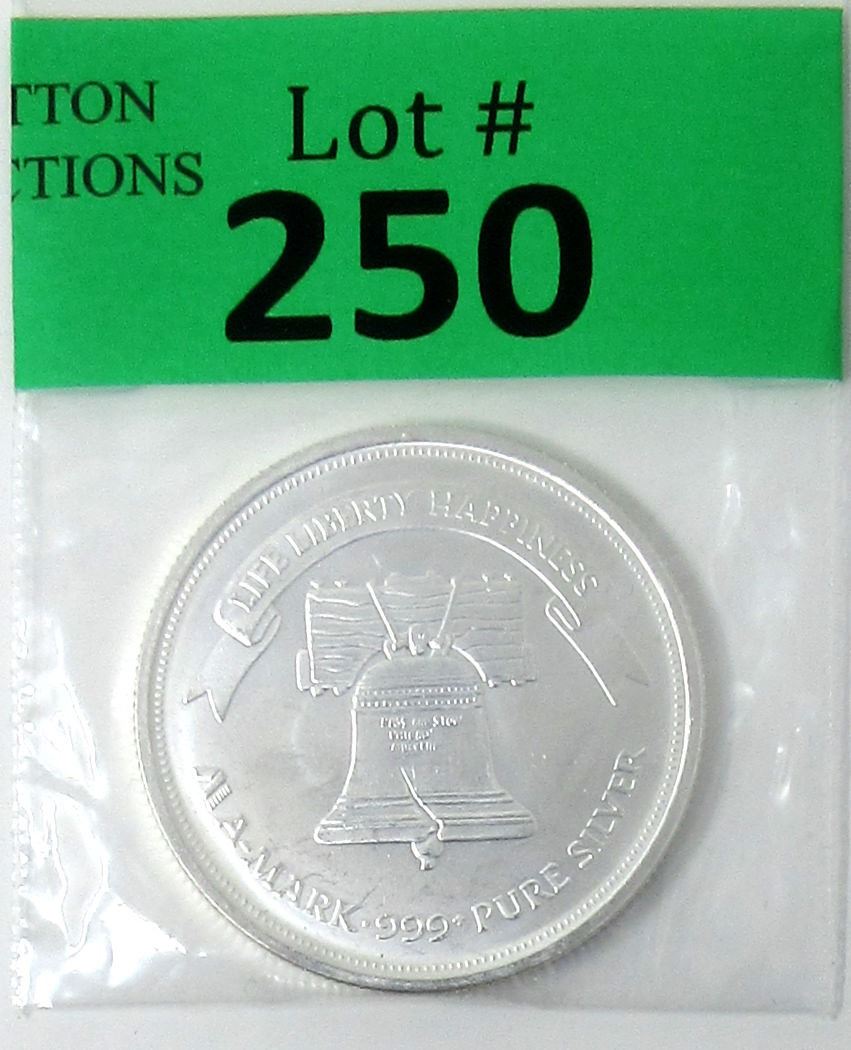 TTON
CTIONS
Lot #
250
LIFE LIBERTY HAPPINESS
A-MARK · 999+ PURE SILVER